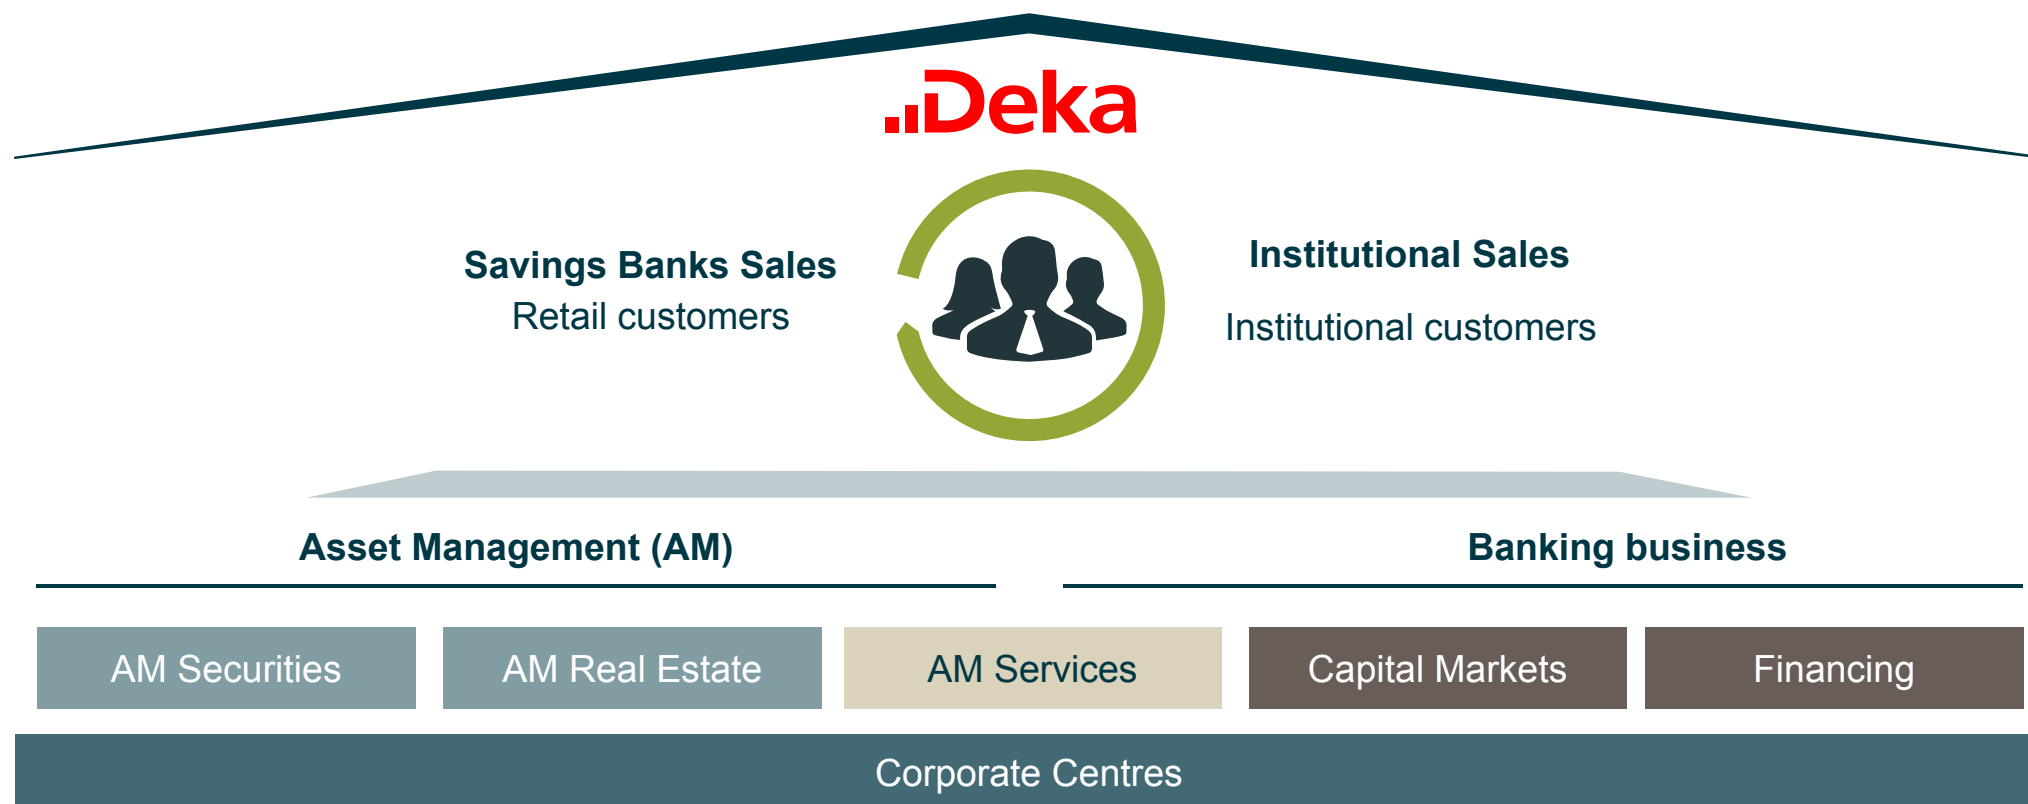 Deka
Savings Banks Sales
Retail customers
Institutional Sales
Institutional customers
Asset Management (AM)
Banking business
AM Securities
AM Real Estate
AM Services
Capital Markets
Financing
Corporate Centres